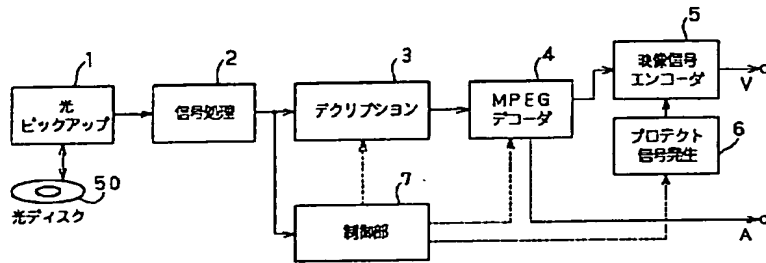 1
光
ピックアップ
50
光ディスク
2
信号処理
3
デクリプション
4
MPEG
デコーダ
5
映像信号
エンコーダ
V
プロテクト
信号発生
6
7
制御部
A